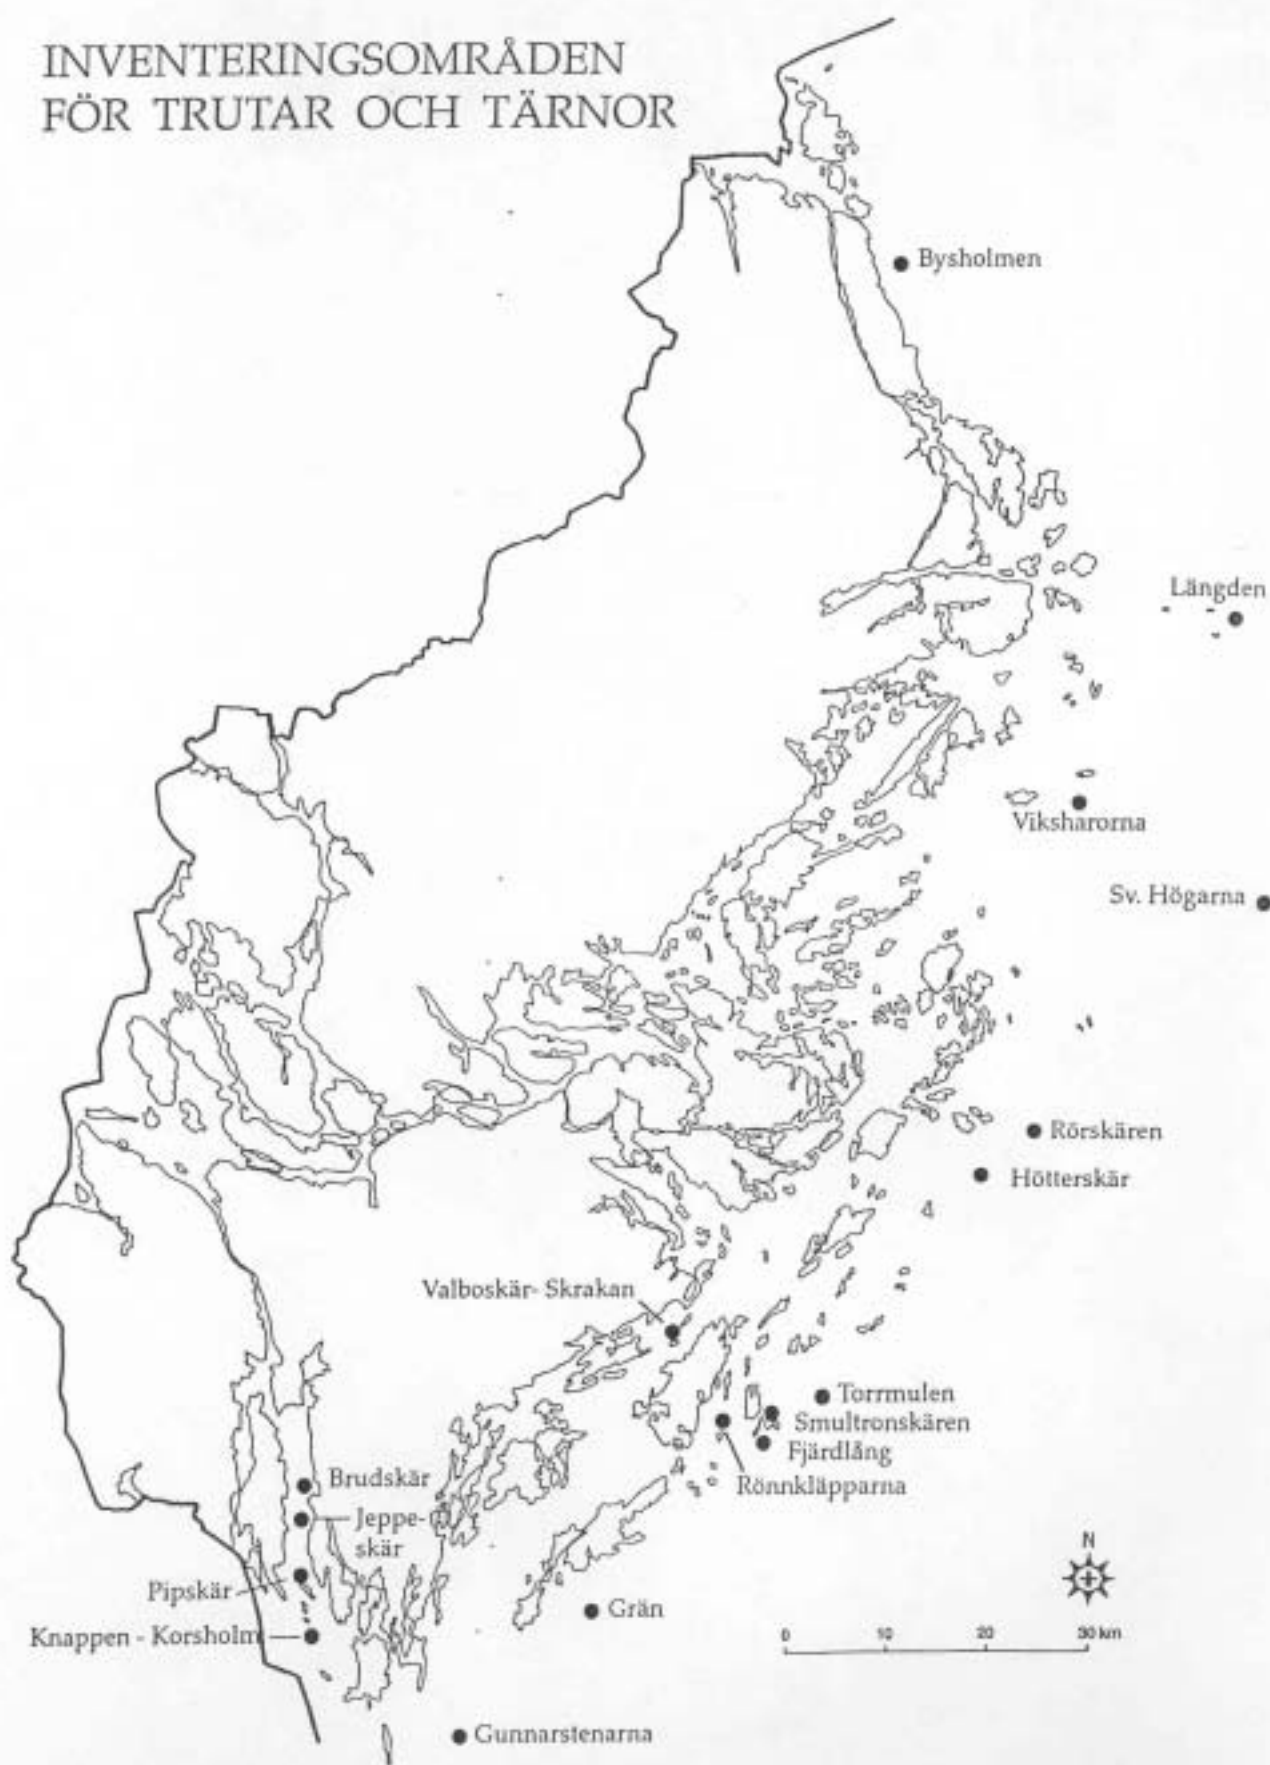 INVENTERINGSOMRÅDEN
FÖR TRUTAR OCH TÄRNOR
Bysholmen
Längden
Viksharorna
Sv. Högarna
Rörskären
Hötterskär
Valboskär- Skrakan
Torrmulen
Smultronskären
Fjärdlång
Rönnkläpparna
Brudskär
Jeppe-
skär
Pipskär
Knappen - Korsholm
Grän
Gunnarstenarna
N
0 10 20 30 km